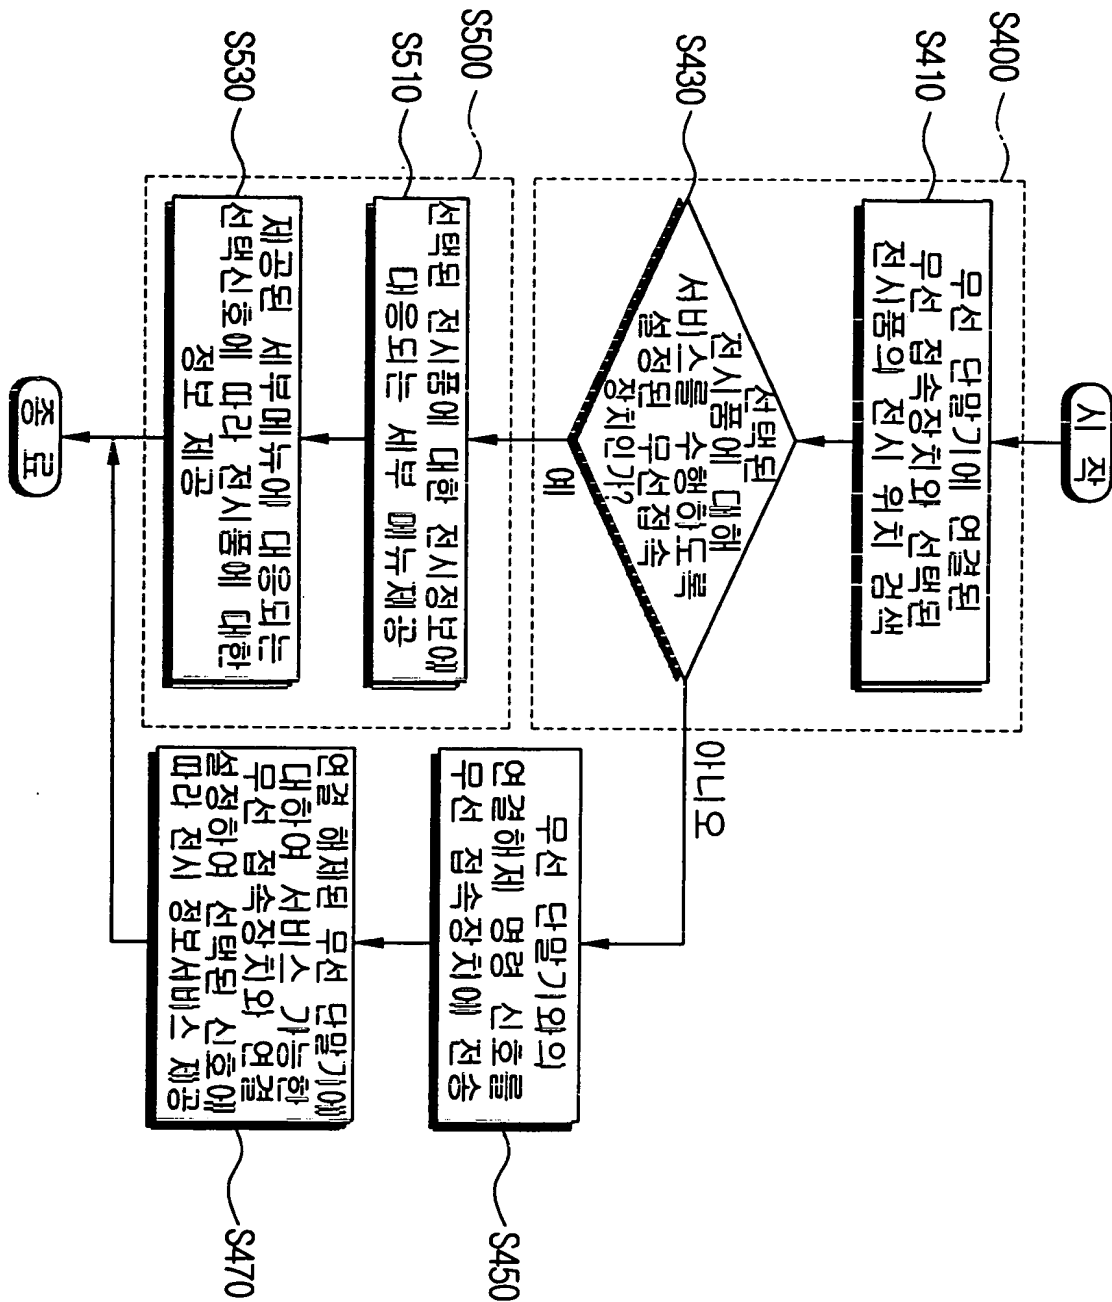 시 작
S400
S410
무선 단말기에 연결된
무선 접속장치와 선택된
전시품의 전시 위치 검색
S430
선택된
전시품에 대해
서비스를 수행하도록
설정된 무선접속
장치인가?
아니오
예
S450
무선 단말기와의
연결해제 명령 신호를
무선 접속장치에 전송
S470
연결 해제된 무선 단말기에
대하여 서비스 가능한
무선 접속장치와 연결
설정하여 선택된 신호에
따라 전시 정보서비스 제공
S500
S510
선택된 전시품에 대한 전시정보에
대응되는 세부 메뉴제공
S530
제공된 세부메뉴에 대응되는
선택신호에 따라 전시품에 대한
정보 제공
종 료